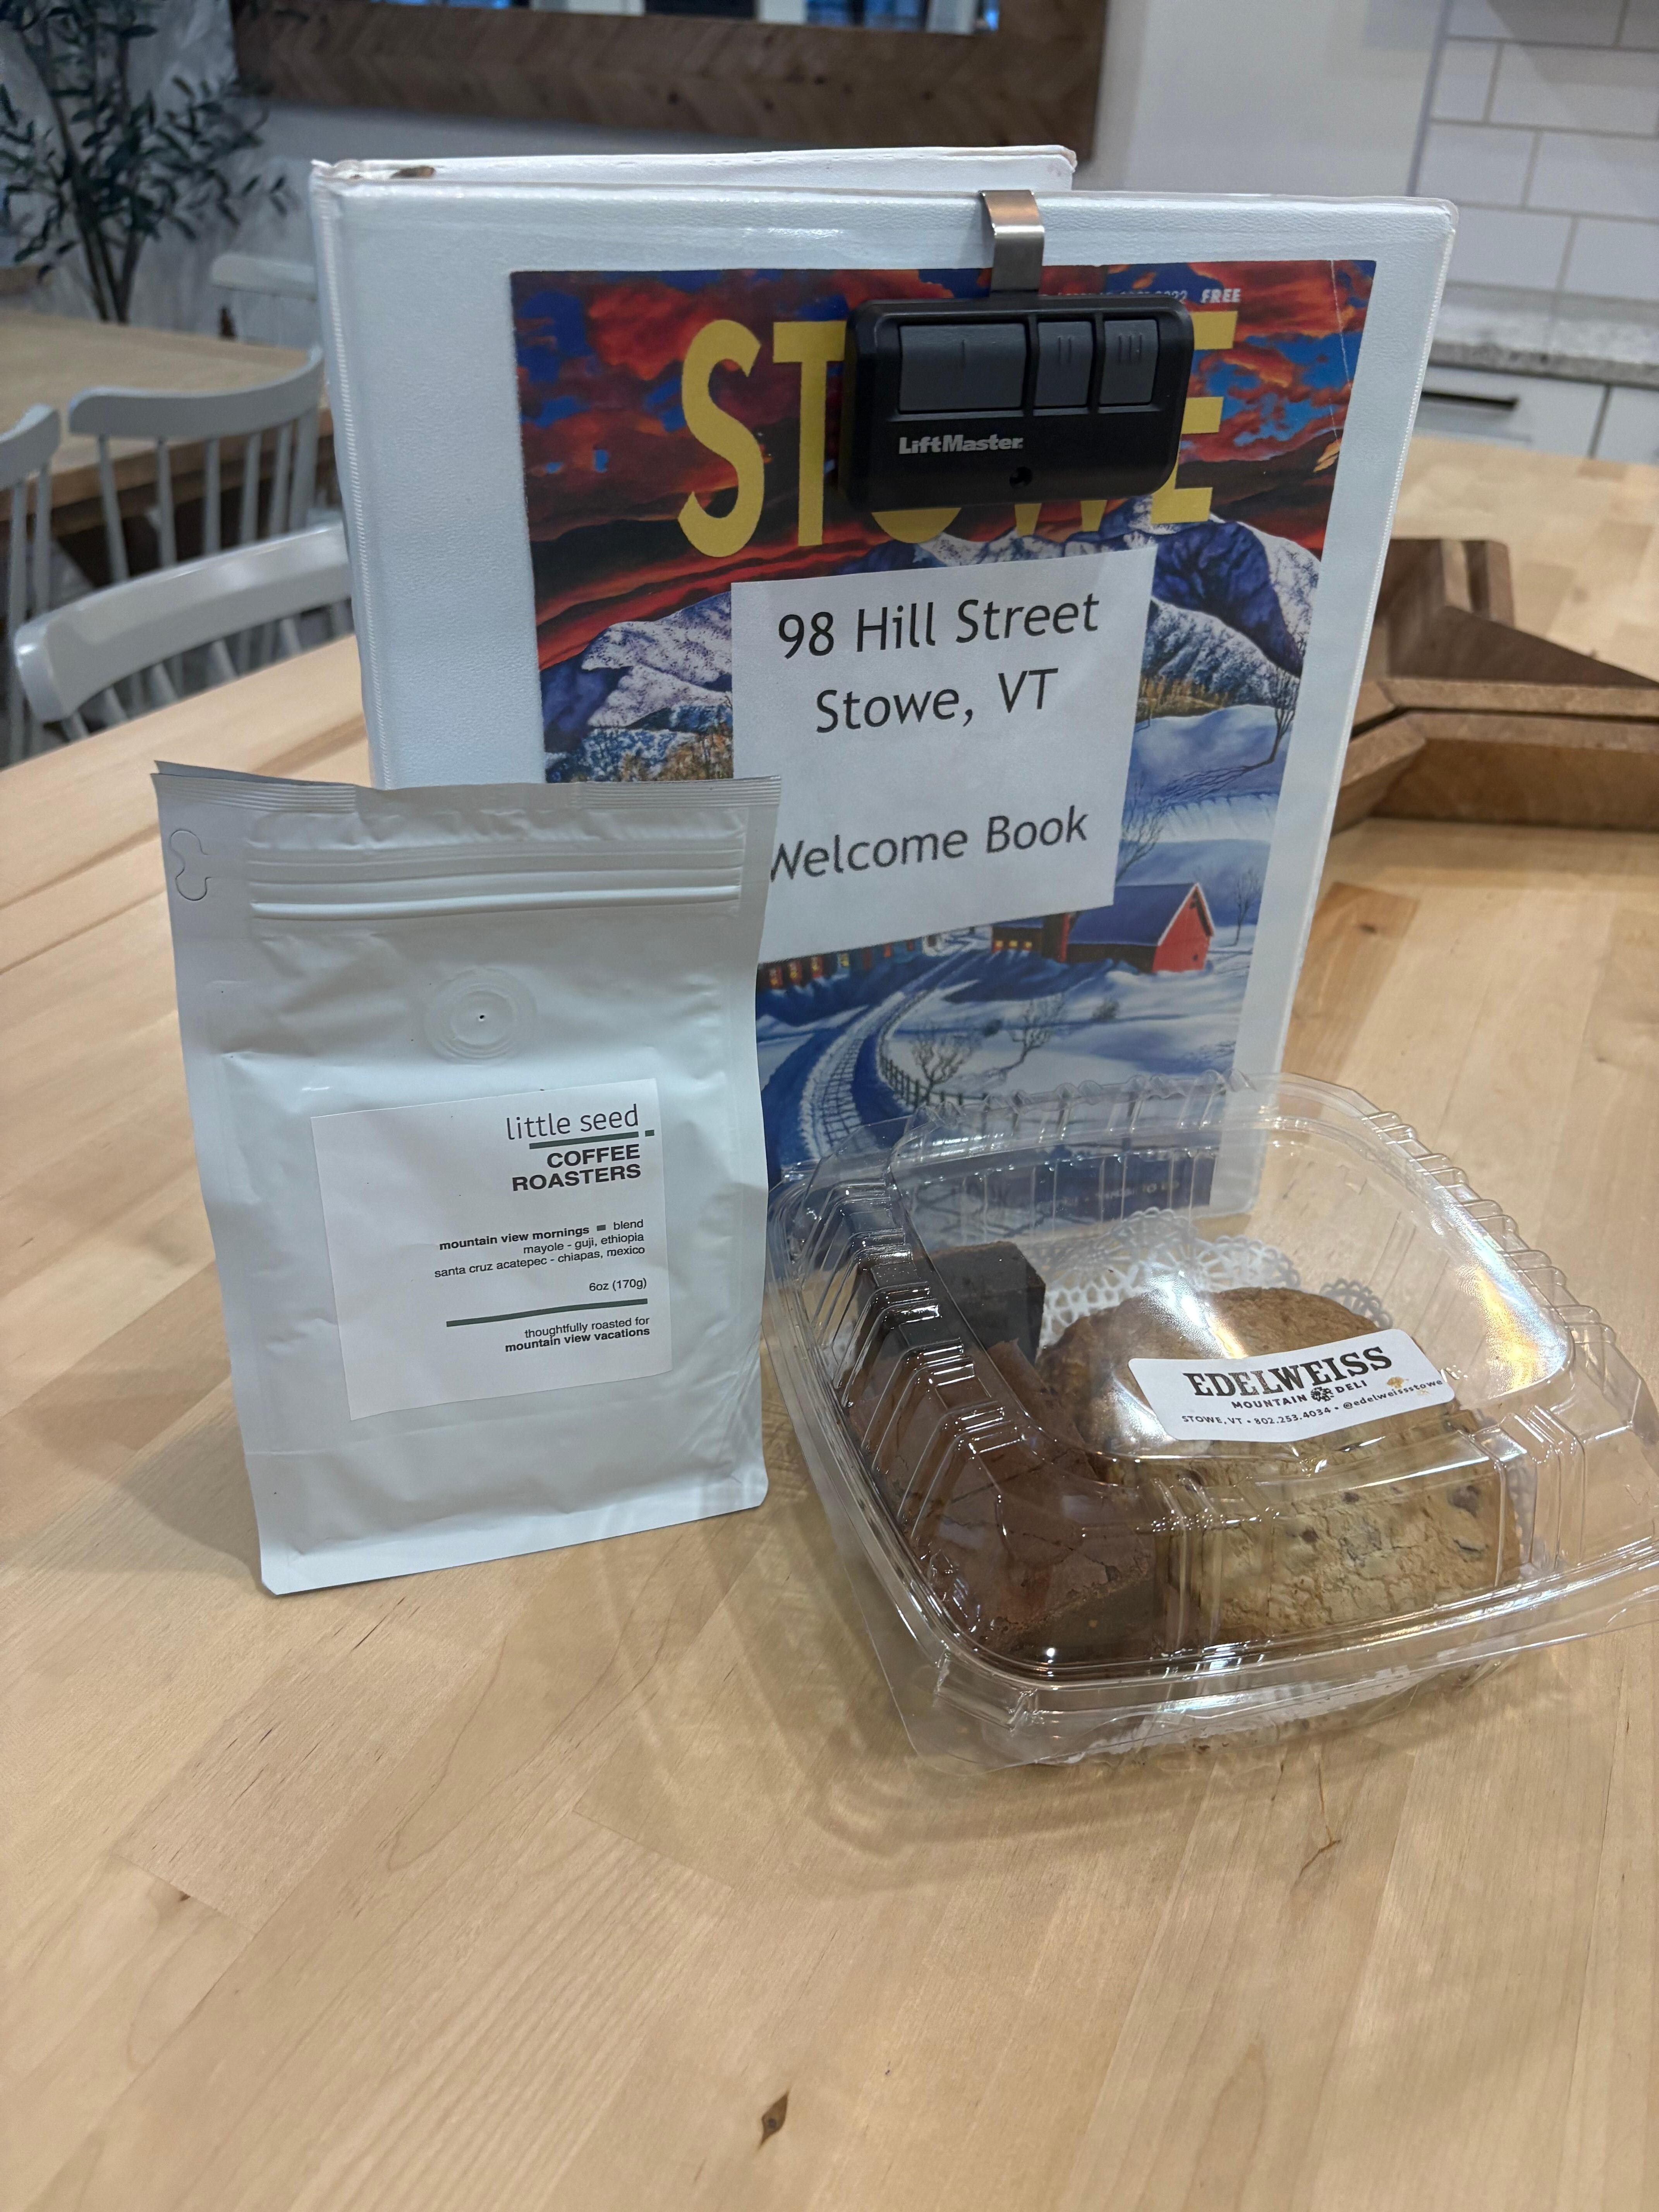 FREE
STOWE
LiftMaster
98 Hill Street
Stowe, VT
Welcome Book
little seed
COFFEE
ROASTERS
mountain view mornings blend
mayole - guji, ethiopia
santa cruz acatepec - chiapas, mexico
6oz (170g)
thoughtfully roasted for
mountain view vacations
EDELWEISS
MOUNTAIN DELI
STOWE, VT • 802.253.4034 • @edelweissstowe